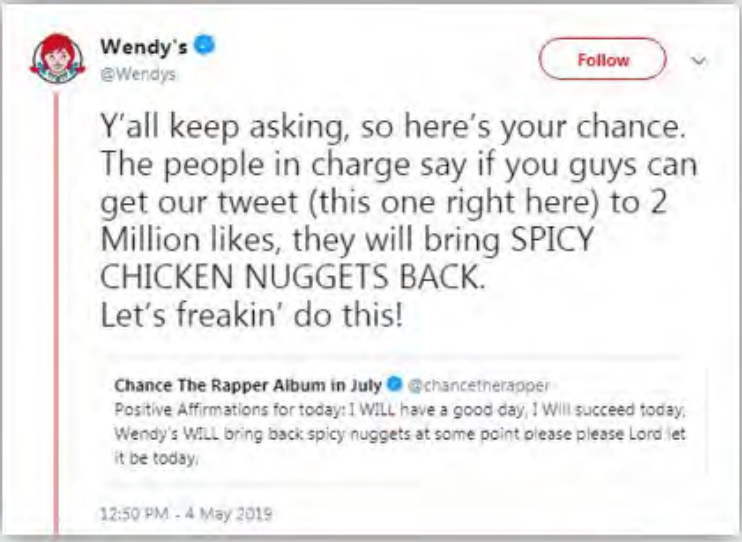 Wendy's
@Wendys
Follow
Y'all keep asking, so here's your chance.
The people in charge say if you guys can
get our tweet (this one right here) to 2
Million likes, they will bring SPICY
CHICKEN NUGGETS BACK.
Let's freakin' do this!
Chance The Rapper Album in July @chancetherapper
Positive Affirmations for today: I WILL have a good day, I Will succeed today,
Wendy's WILL bring back spicy nuggets at some point please please Lord let
it be today.
12:50 PM - 4 May 2019